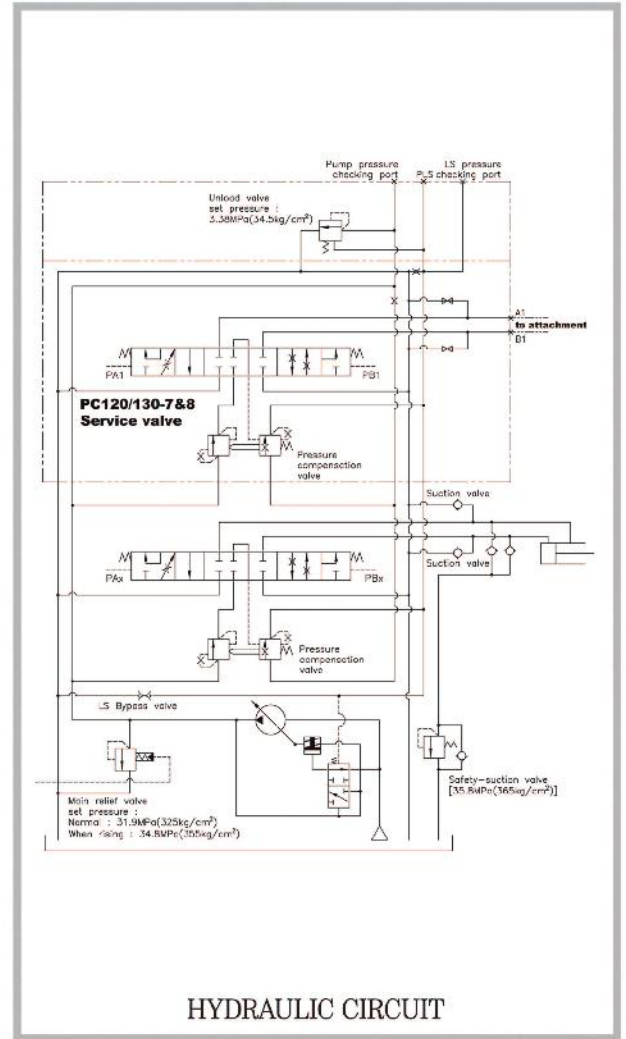 Pump pressure
checking port
LS pressure
PLS checking port
Unload valve
set pressure :
3.38MPa(34.5kg/cm²)
A1
to attachment
B1
PA1
PB1
PC120/130-7&8
Service valve
Pressure
compensaction
valve
Suction valve
PAx
PBx
Suction valve
Pressure
compensaction
valve
LS Bypass valve
Main relief valve
set pressure :
Normal : 31.9MPa(325kg/cm²)
When rising : 34.8MPa(355kg/cm²)
Safety-suction valve
[35.8MPa(365kg/cm²)]
HYDRAULIC CIRCUIT